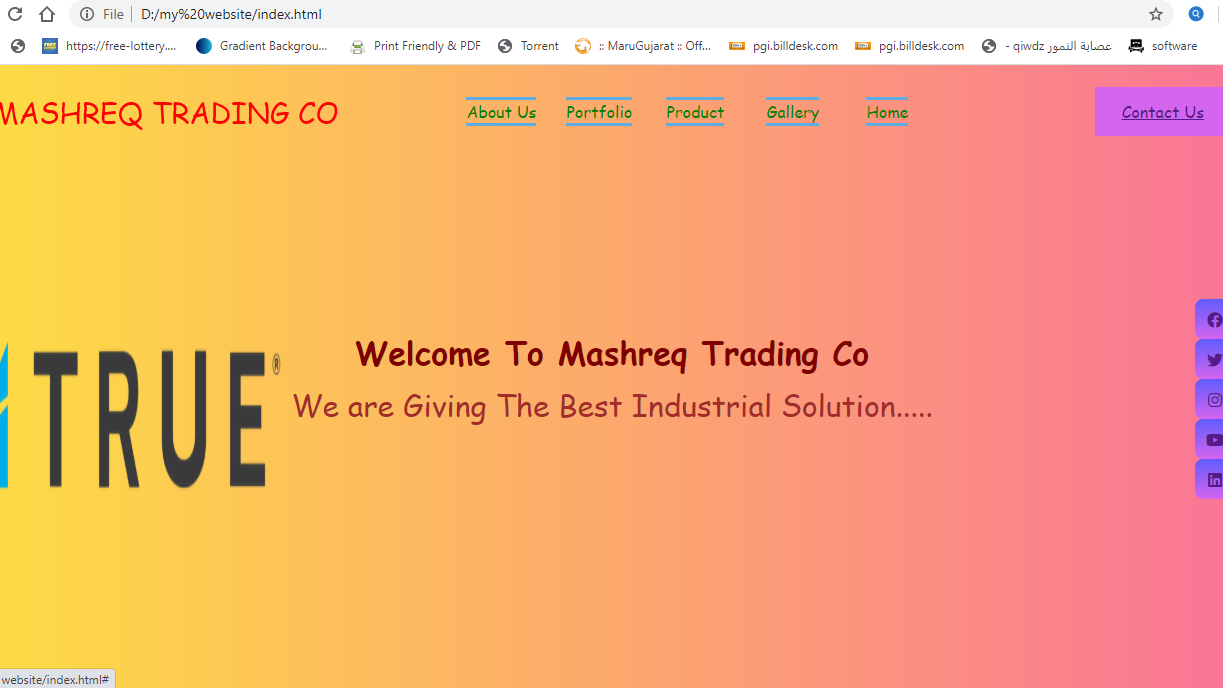 File D:/my%20website/index.html
https://free-lottery.... Gradient Backgrou... Print Friendly & PDF Torrent :: MaruGujarat :: Off... pgi.billdesk.com pgi.billdesk.com عصابة النمور qiwdz - software
MASHREQ TRADING CO About Us Portfolio Product Gallery Home Contact Us
TRUE®
Welcome To Mashreq Trading Co
We are Giving The Best Industrial Solution.....
website/index.html#